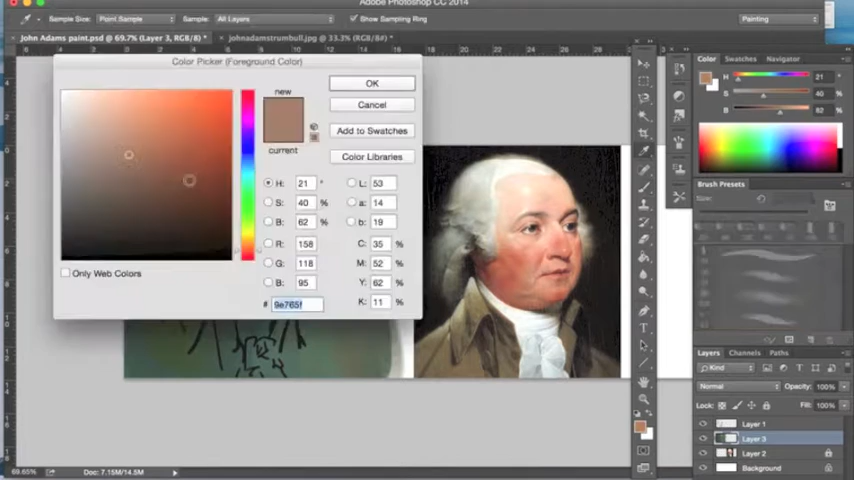 Photoshop CC 2014
Sample Size: Point Sample Sample: All Layers Show Sampling Ring Painting
John Adams paint.psd @ 69.7% (Layer 3, RGB/8) * johnadamstrumbull.jpg @ 33.3% (RGB/8*)
Color Picker (Foreground Color)
new
current
OK
Cancel
Add to Swatches
Color Libraries
H: 21 °
S: 40 %
B: 62 %
R: 158
G: 118
B: 95
# 9e765f
L: 53
a: 14
b: 19
C: 35 %
M: 52 %
Y: 62 %
K: 11 %
Only Web Colors
Color Swatches Navigator
H 21 °
S 40 %
B 82 %
Brush Presets
Size:
Layers Channels Paths
Kind
Normal Opacity: 100%
Lock: Fill: 100%
Layer 1
Layer 3
Layer 2
Background
69.65% Doc: 7.15M/14.5M